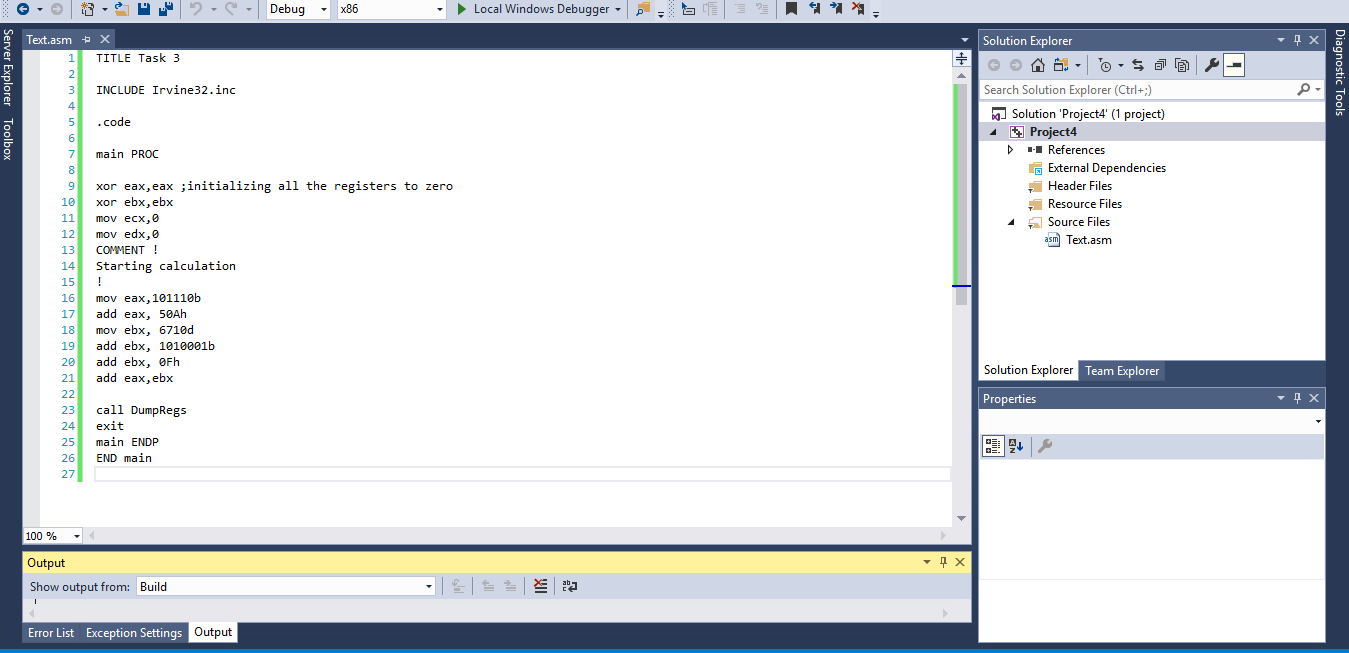 Debug x86 Local Windows Debugger
Server Explorer
Toolbox
Text.asm
1 TITLE Task 3
2
3 INCLUDE Irvine32.inc
4
5 .code
6
7 main PROC
8
9 xor eax,eax ;initializing all the registers to zero
10 xor ebx,ebx
11 mov ecx,0
12 mov edx,0
13 COMMENT !
14 Starting calculation
15 !
16 mov eax,101110b
17 add eax, 50Ah
18 mov ebx, 6710d
19 add ebx, 1010001b
20 add ebx, 0Fh
21 add eax,ebx
22
23 call DumpRegs
24 exit
25 main ENDP
26 END main
27
100 %
Output
Show output from: Build
Error List Exception Settings Output
Solution Explorer
Search Solution Explorer (Ctrl+;)
Solution 'Project4' (1 project)
Project4
References
External Dependencies
Header Files
Resource Files
Source Files
asm Text.asm
Solution Explorer Team Explorer
Properties
Diagnostic Tools